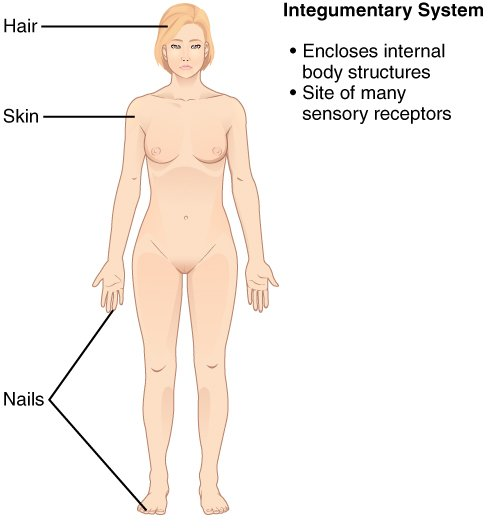 Hair
Skin
Nails
Integumentary System
• Encloses internal
body structures
• Site of many
sensory receptors